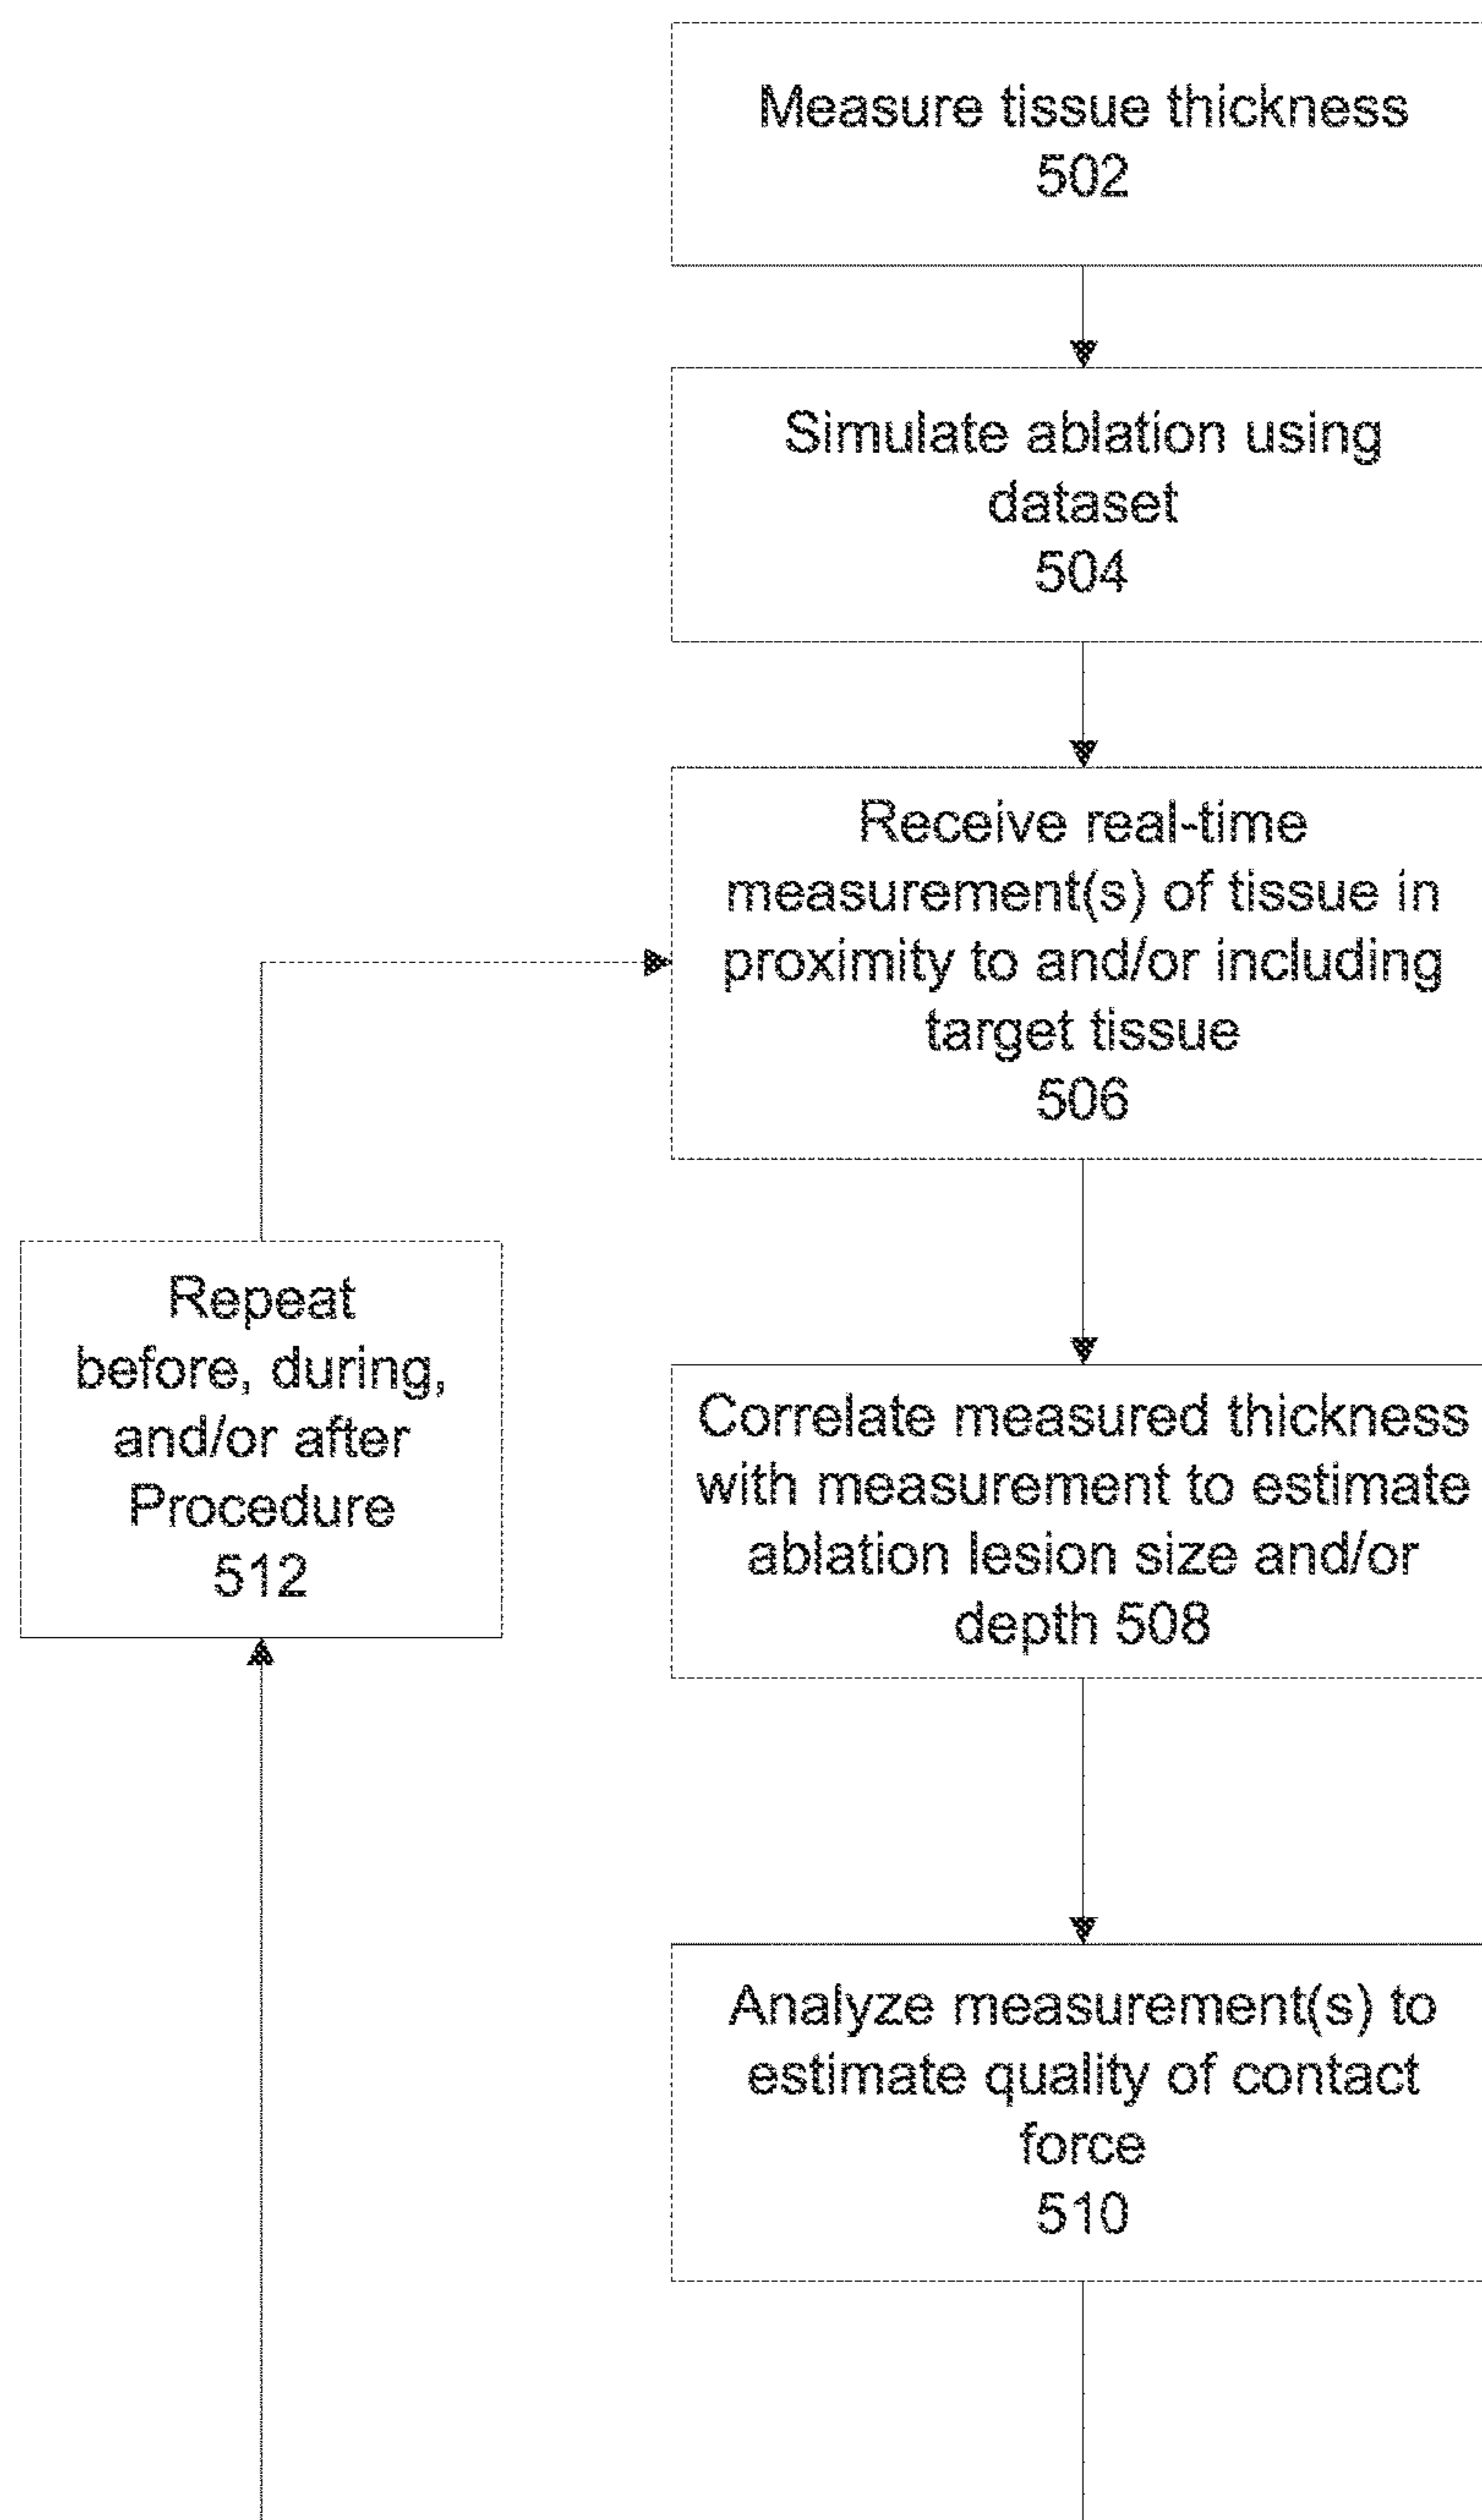 Measure tissue thickness
502
Simulate ablation using
dataset
504
Receive real-time
measurement(s) of tissue in
proximity to and/or including
target tissue
506
Repeat
before, during,
and/or after
Procedure
512
Correlate measured thickness
with measurement to estimate
ablation lesion size and/or
depth 508
Analyze measurement(s) to
estimate quality of contact
force
510